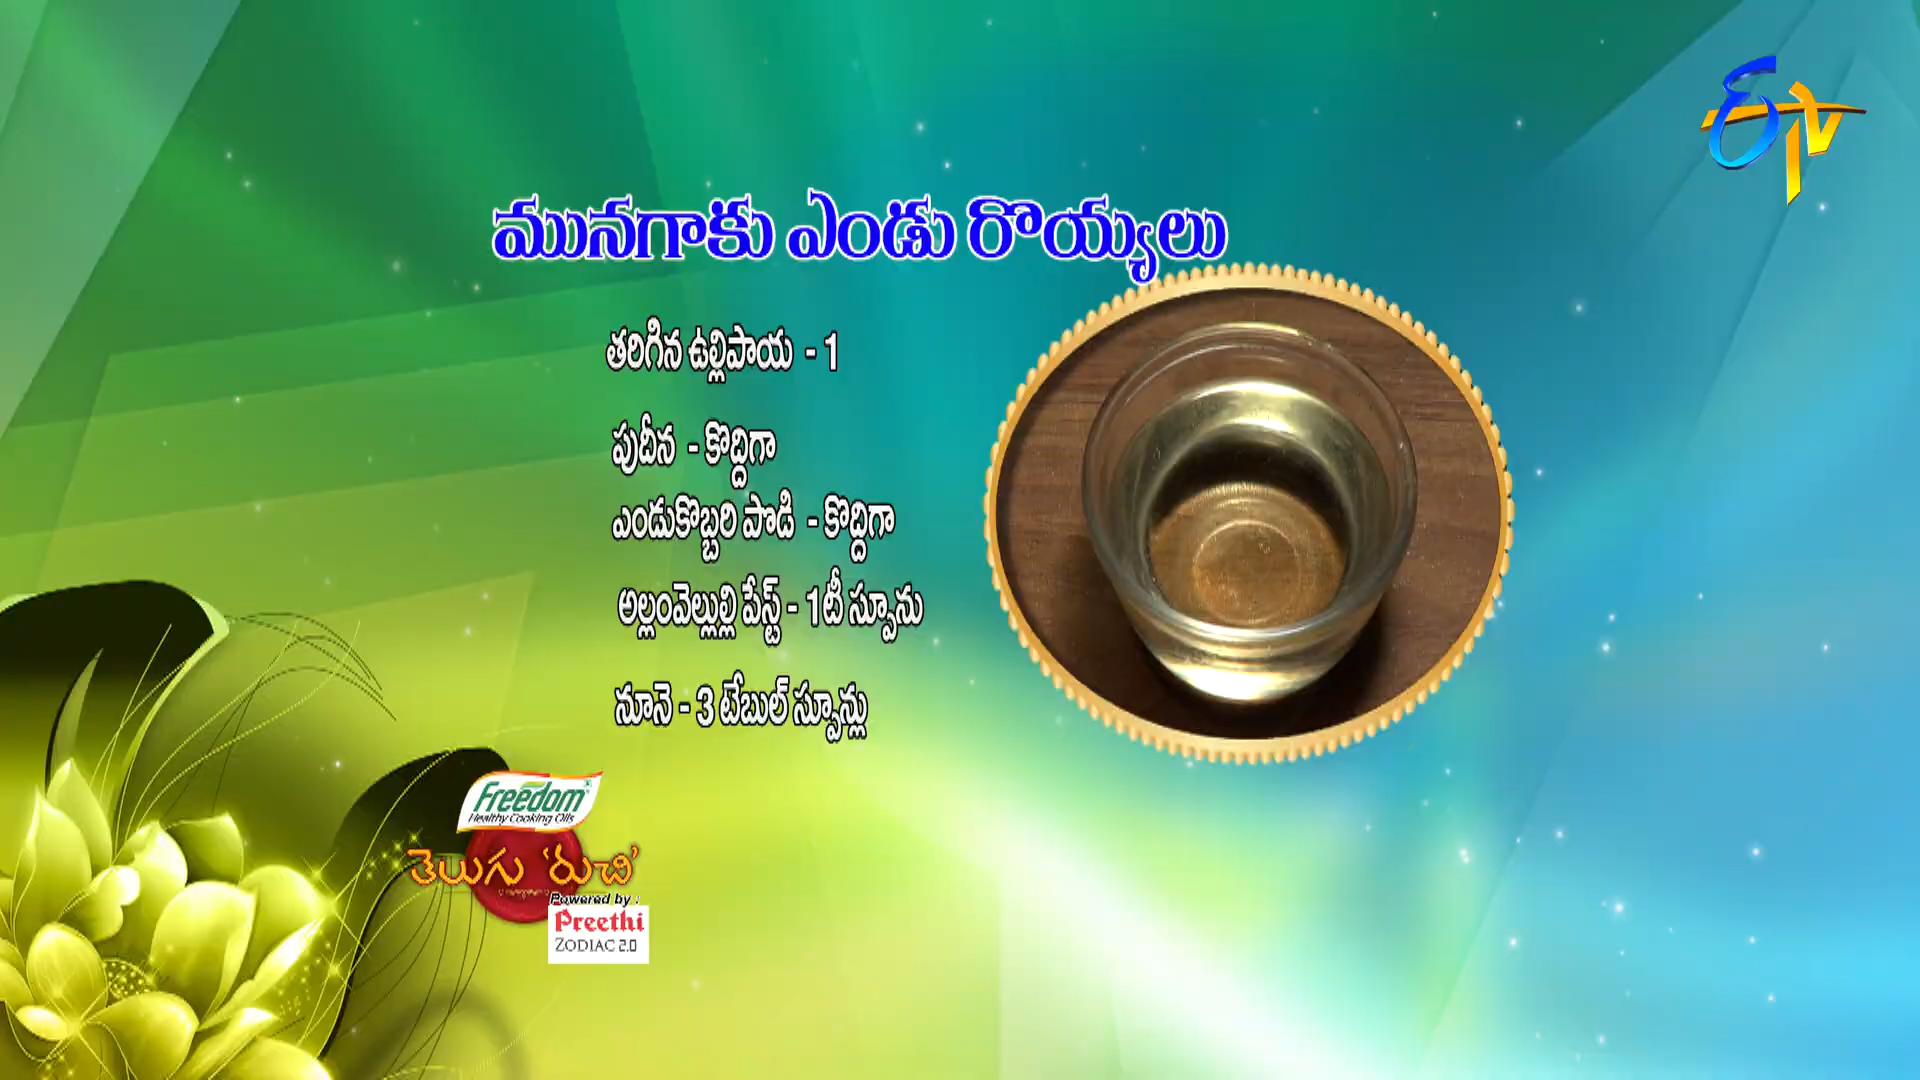 ETV
మునగాకు ఎండు రొయ్యలు
తరిగిన ఉల్లిపాయ - 1
పుదీన - కొద్దిగా
ఎండుకొబ్బరి పొడి - కొద్దిగా
అల్లంవెల్లుల్లి పేస్ట్ - 1టీ స్పూను
నూనె - 3 టేబుల్ స్పూన్లు
Freedom
Healthy Cooking Oils
తెలుగు 'రుచి'
Powered by :
Preethi
ZODIAC 2.0